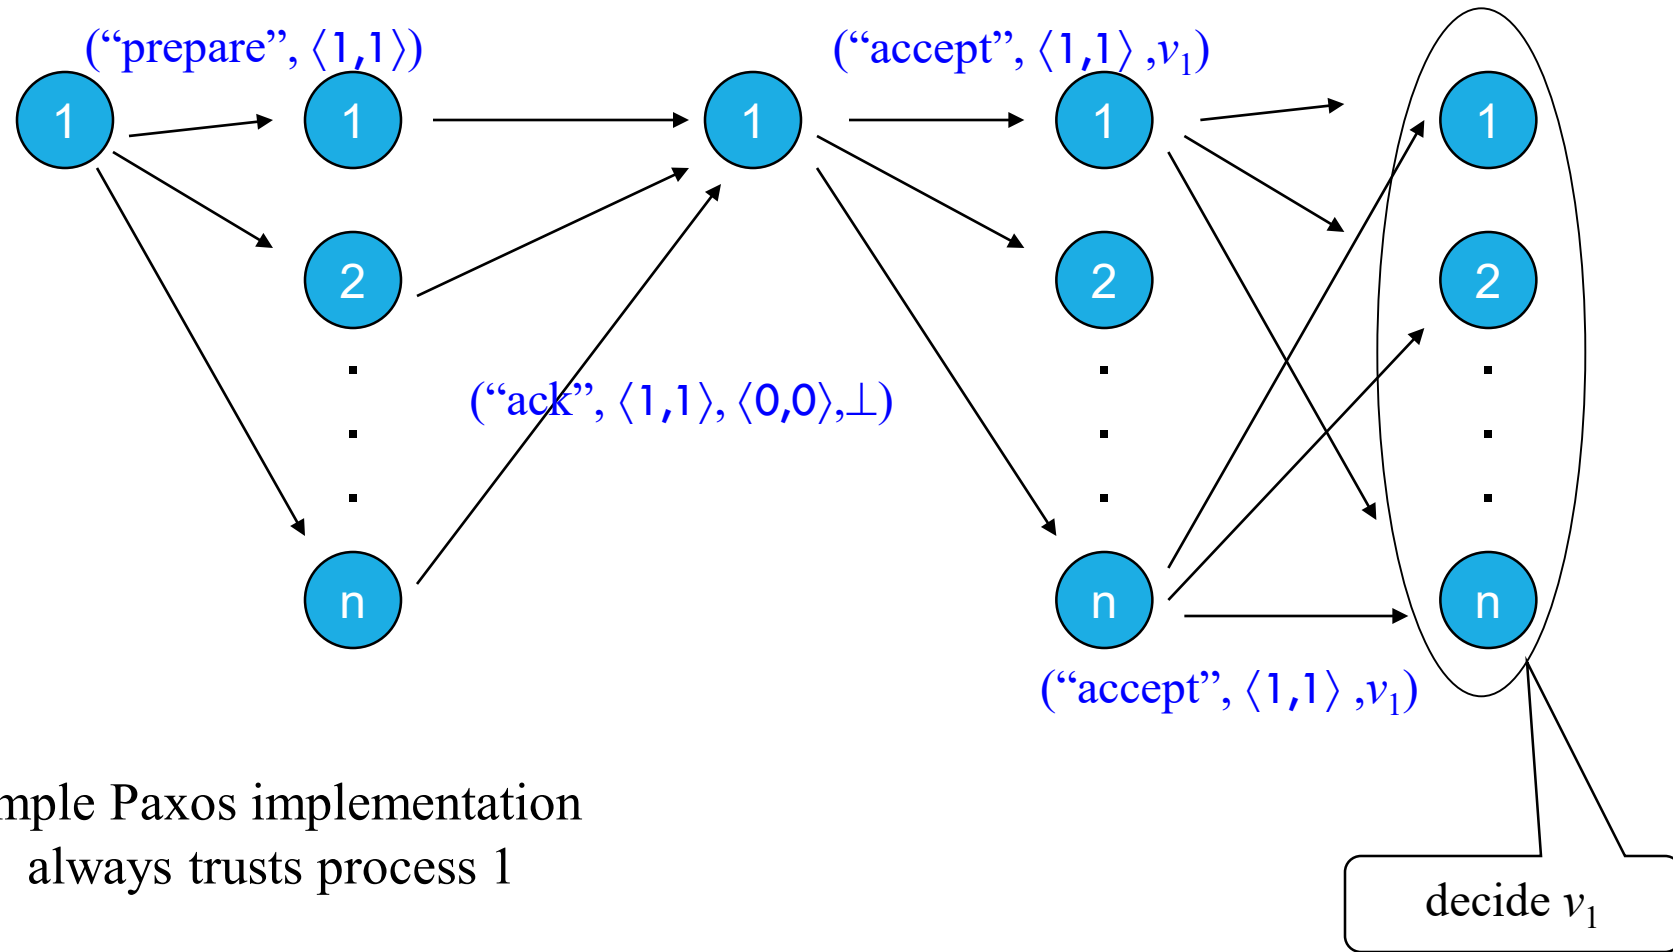 (“prepare”, ⟨1,1⟩)
(“accept”, ⟨1,1⟩ ,v₁)
1 1 1 1 1
2 2 2
(“ack”, ⟨1,1⟩, ⟨0,0⟩,⊥)
n n n
(“accept”, ⟨1,1⟩ ,v₁)
mple Paxos implementation
always trusts process 1
decide v₁